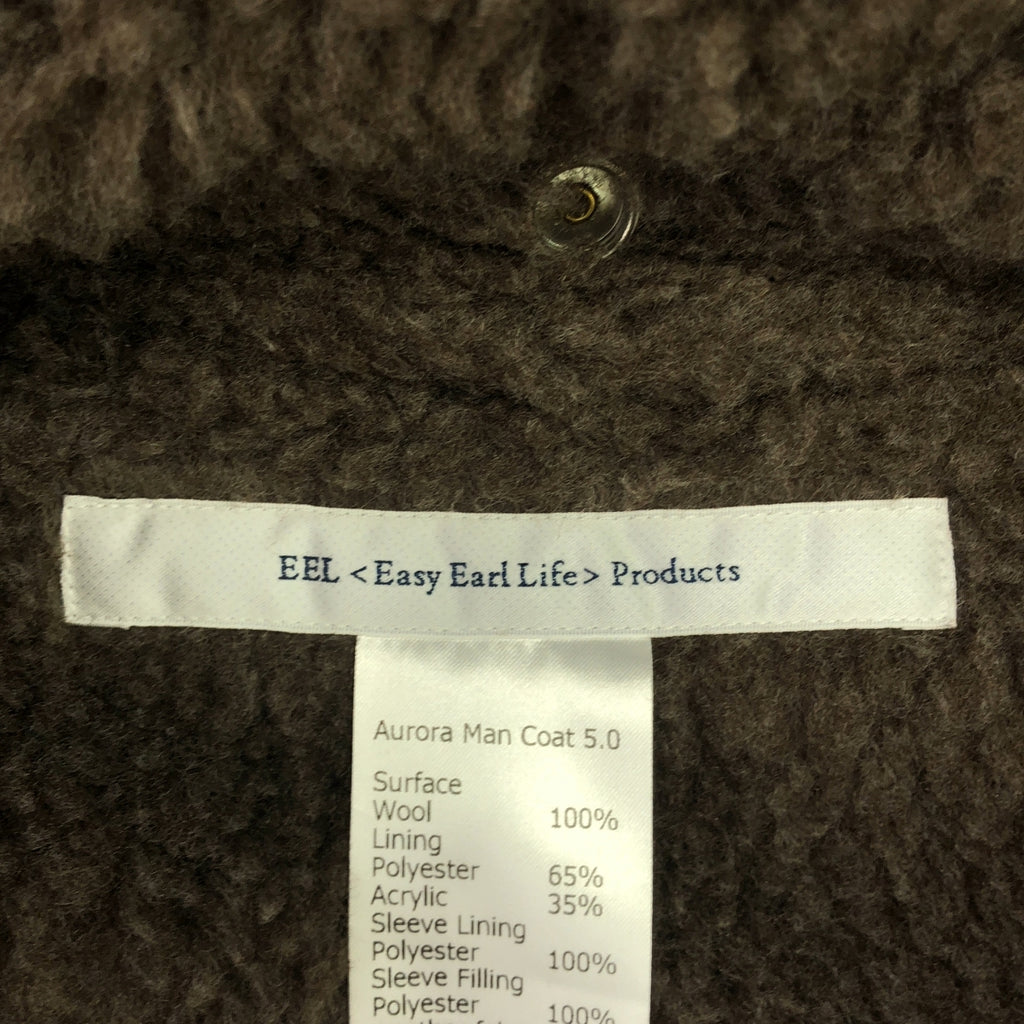 EEL <Easy Earl Life> Products
Aurora Man Coat 5.0
Surface
Wool 100%
Lining
Polyester 65%
Acrylic 35%
Sleeve Lining
Polyester 100%
Sleeve Filling
Polyester 100%